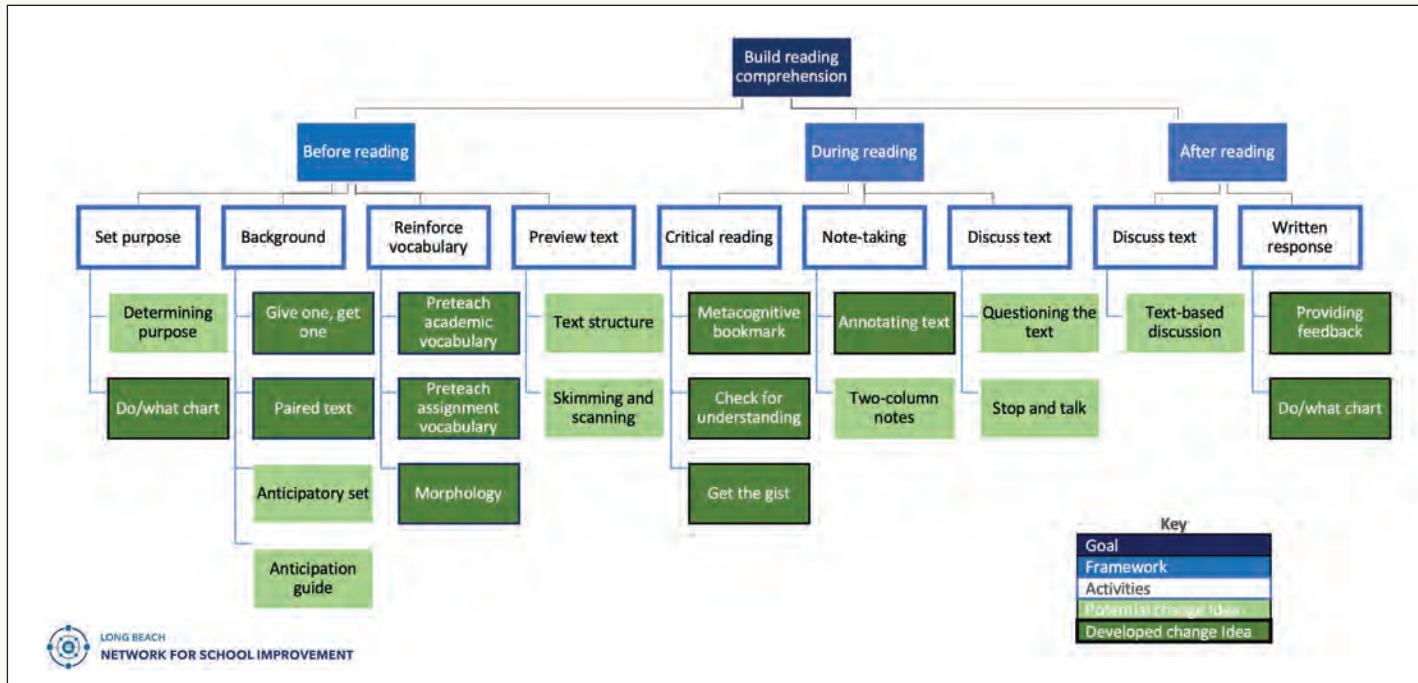 Build reading
comprehension
Before reading
During reading
After reading
Set purpose
Background
Reinforce
vocabulary
Preview text
Critical reading
Note-taking
Discuss text
Discuss text
Written
response
Determining
purpose
Give one, get
one
Preteach
academic
vocabulary
Text structure
Metacognitive
bookmark
Annotating text
Questioning the
text
Text-based
discussion
Providing
feedback
Do/what chart
Paired text
Preteach
assignment
vocabulary
Skimming and
scanning
Check for
understanding
Two-column
notes
Stop and talk
Do/what chart
Anticipatory set
Morphology
Get the gist
Anticipation
guide
Key
Goal
Framework
Activities
Potential change Idea
Developed change Idea
LONG BEACH
NETWORK FOR SCHOOL IMPROVEMENT